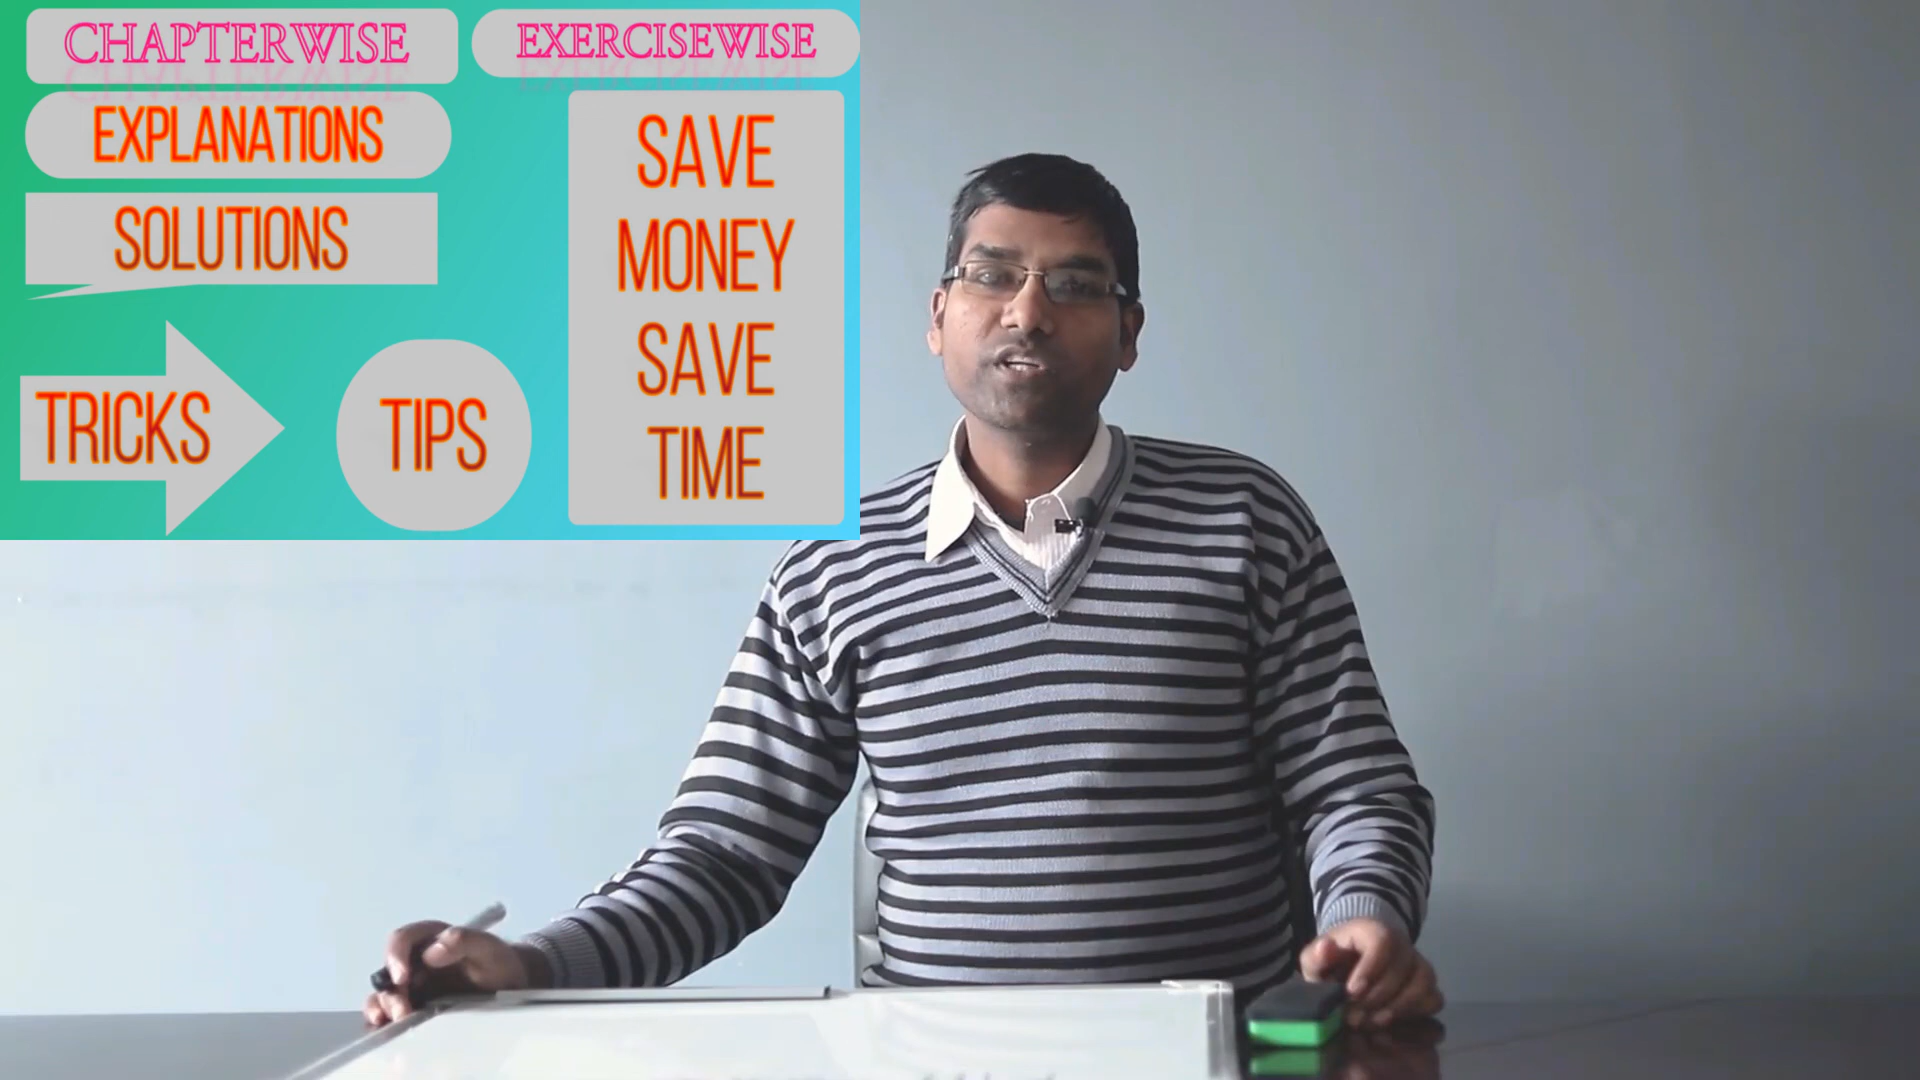 CHAPTERWISE
EXERCISEWISE
EXPLANATIONS
SOLUTIONS
TRICKS
TIPS
SAVE
MONEY
SAVE
TIME